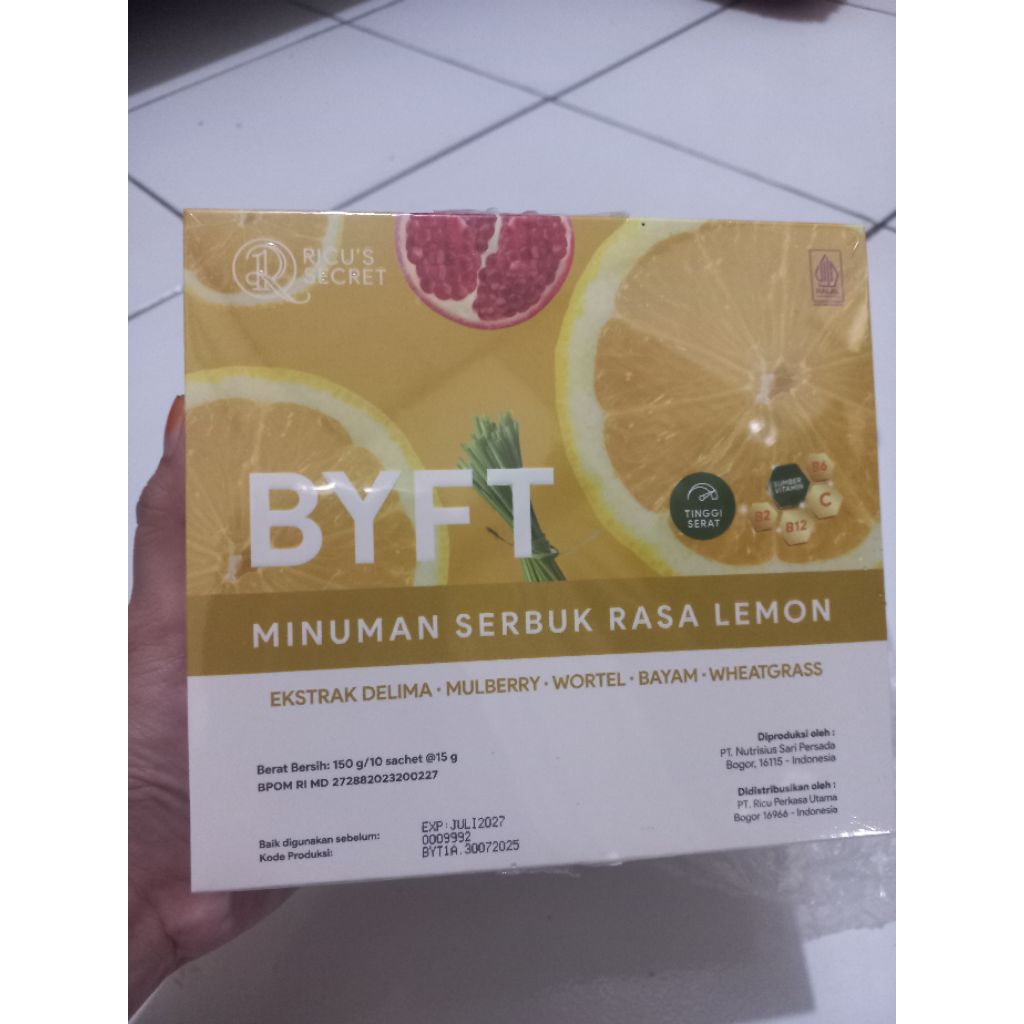 RICU'S
SECRET
HALAL
BYFT
TINGGI
SERAT
SUMBER
VITAMIN
B6
C
B2
B12
MINUMAN SERBUK RASA LEMON
EKSTRAK DELIMA • MULBERRY • WORTEL • BAYAM • WHEATGRASS
Berat Bersih: 150 g/10 sachet @15 g
BPOM RI MD 272882023200227
Diproduksi oleh :
PT. Nutrisius Sari Persada
Bogor, 16115 - Indonesia
Didistribusikan oleh :
PT. Ricu Perkasa Utama
Bogor 16966 - Indonesia
Baik digunakan sebelum: EXP:JULI2027
0009992
Kode Produksi: BYT1A.30072025